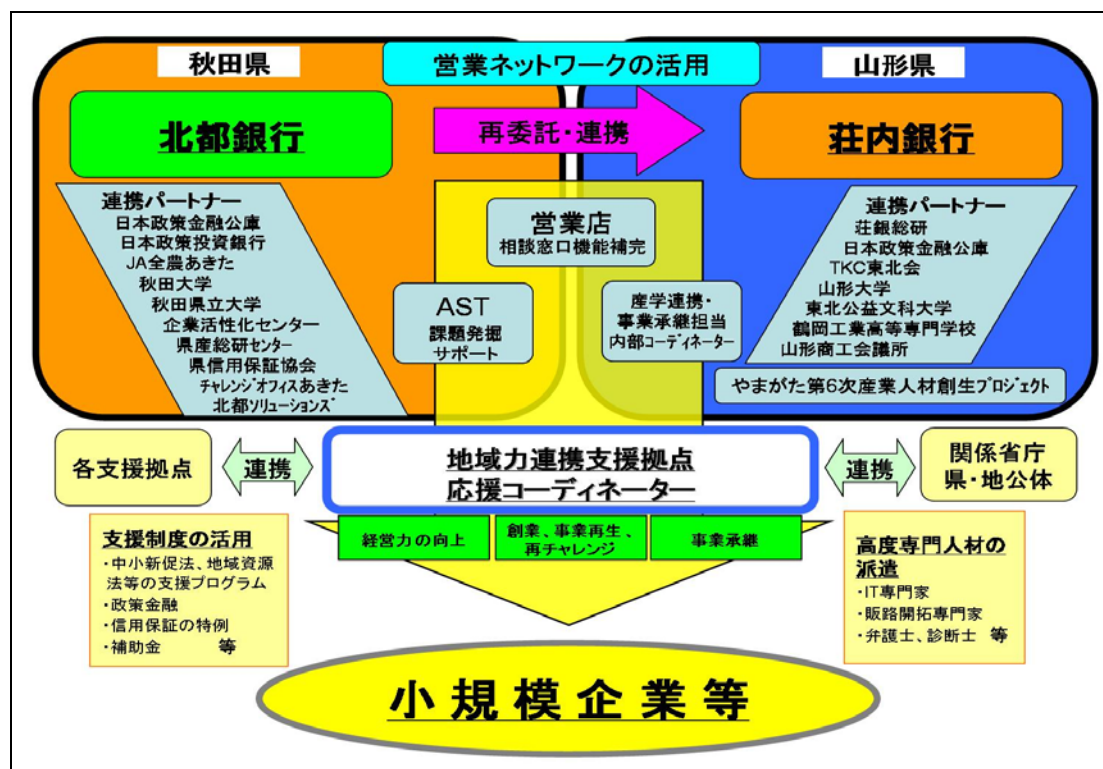 秋田県
営業ネットワークの活用
山形県
北都銀行
再委託・連携
荘内銀行
連携パートナー
日本政策金融公庫
日本政策投資銀行
JA全農あきた
秋田大学
秋田県立大学
企業活性化センター
県産総研センター
県信用保証協会
チャレンジオフィスあきた
北都ソリューションズ
営業店
相談窓口機能補完
AST
課題発掘
サポート
産学連携・
事業承継担当
内部コーディネーター
連携パートナー
荘銀総研
日本政策金融公庫
TKC東北会
山形大学
東北公益文科大学
鶴岡工業高等専門学校
山形商工会議所
やまがた第6次産業人材創生プロジェクト
各支援拠点
連携
地域力連携支援拠点
応援コーディネーター
連携
関係省庁
県・地公体
経営力の向上
創業、事業再生、
再チャレンジ
事業承継
支援制度の活用
・中小新促法、地域資源
法等の支援プログラム
・政策金融
・信用保証の特例
・補助金 等
高度専門人材の
派遣
・IT専門家
・販路開拓専門家
・弁護士、診断士 等
小規模企業等